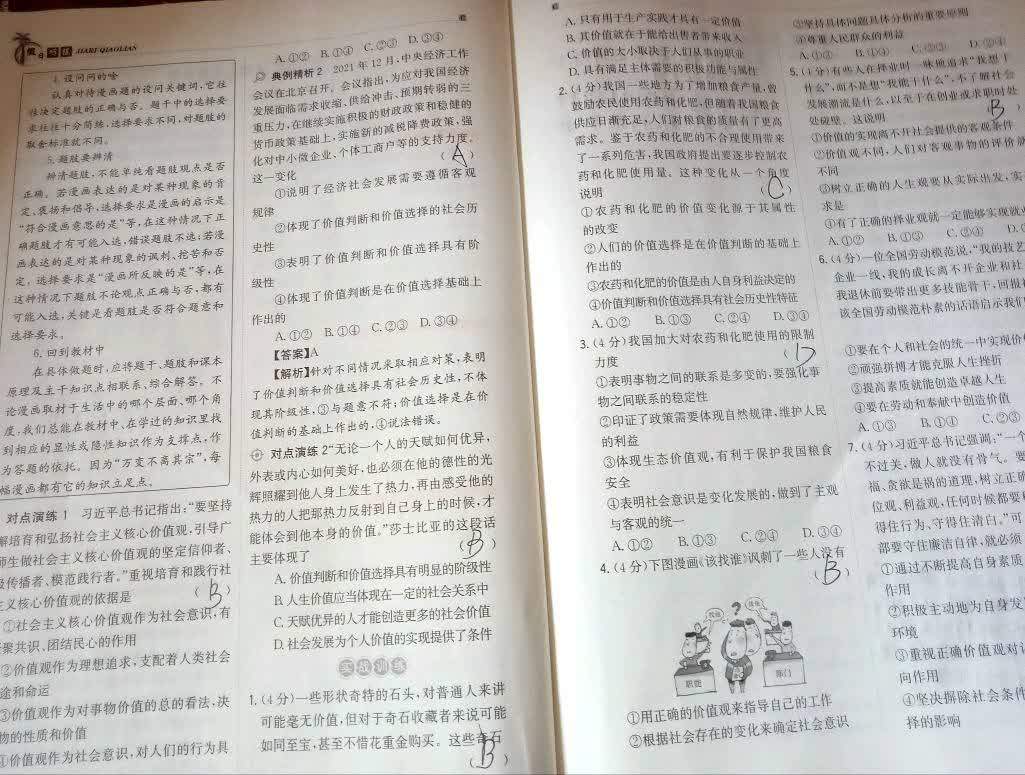 假日巧练 JIARI QIAOLIAN
4.设问问的啥
认真对待漫画题的设问关键词,它往
往决定题肢的正确与否。题干中的选择要
求往往十分简练,选择要求不同,对题肢的
取舍标准就不同。
5.题肢要辨清
辨清题肢,不能单纯看题肢观点是否
正确。若漫画表达的是对某种现象的肯
定、褒扬和倡导,选择要求是漫画的启示是
“符合漫画意思的是”等,在这种情况下正
确题肢才有可能入选,错误题肢不选;若漫
画表达的是对某种现象的讽刺、挖苦和否
定,选择要求是“漫画所反映的是”等,在
这种情况下题肢不论观点正确与否,都有
可能入选,关键是看题肢是否符合题意和
选择要求。
6.回到教材中
在具体做题时,应将题干、题肢和课本
原理及主干知识点相联系,综合解答。不
论漫画取材于生活中的哪个层面、哪个角
度,我们总能在教材中、在学过的知识里找
到相应的显性或隐性知识作为支撑点,作
为答题的依托。因为“万变不离其宗”,每
幅漫画都有它的知识立足点。
对点演练1 习近平总书记指出:“要坚持
培育和弘扬社会主义核心价值观,引导广
师生做社会主义核心价值观的坚定信仰者、
传播者、模范践行者。”重视培育和践行社
主义核心价值观的依据是 (B)
①社会主义核心价值观作为社会意识,有
聚共识、团结民心的作用
②价值观作为理想追求,支配着人类社会
途和命运
③价值观作为对事物价值的总的看法,决
物的性质和价值
④价值观作为社会意识,对人们的行为具
A.①② B.①④ C.②③ D.③④
典例精析2 2021年12月,中央经济工作
会议在北京召开。会议指出,为应对我国经济
发展面临需求收缩、供给冲击、预期转弱的三
重压力,在继续实施积极的财政政策和稳健的
货币政策基础上,实施新的减税降费政策,强
化对中小微企业、个体工商户等的支持力度。
这一变化 (A)
①说明了经济社会发展需要遵循客观
规律
②体现了价值判断和价值选择的社会历
史性
③表明了价值判断和价值选择具有阶
级性
④体现了价值判断是在价值选择基础上
作出的
A.①② B.①④ C.②③ D.③④
【答案】A
【解析】针对不同情况采取相应对策,表明
了价值判断和价值选择具有社会历史性,不体
现其阶级性,③与题意不符;价值选择是在价
值判断的基础上作出的,④说法错误。
对点演练2 “无论一个人的天赋如何优异,
外表或内心如何美好,也必须在他的德性的光
辉照耀到他人身上发生了热力,再由感受他的
热力的人把那热力反射到自己身上的时候,才
能体会到他本身的价值。”莎士比亚的这段话
主要体现了 (B)
A.价值判断和价值选择具有明显的阶级性
B.人生价值应当体现在一定的社会关系中
C.天赋优异的人才能创造更多的社会价值
D.社会发展为个人价值的实现提供了条件
实战训练
1.(4分)一些形状奇特的石头,对普通人来讲
可能毫无价值,但对于奇石收藏者来说可能
如同至宝,甚至不惜花重金购买。这些奇石
(B)
A.只有用于生产实践才具有一定价值
B.其价值就在于能给出售者带来收入
C.价值的大小取决于人们从事的职业
D.具有满足主体需要的积极功能与属性
2.(4分)我国一些地方为了增加粮食产量,曾
鼓励农民使用农药和化肥,但随着我国粮食
供应日渐充足,人们对粮食的质量有了更高
需求。鉴于农药和化肥的不合理使用带来
了一系列危害,我国政府提出要逐步控制农
药和化肥使用量。这种变化从一个角度
说明 (C)
①农药和化肥的价值变化源于其属性
的改变
②人们的价值选择是在价值判断的基础上
作出的
③农药和化肥的价值是由人自身利益决定的
④价值判断和价值选择具有社会历史性特征
A.①② B.①③ C.②④ D.③④
3.(4分)我国加大对农药和化肥使用的限制
力度 (D)
①表明事物之间的联系是多变的,要强化事
物之间联系的稳定性
②印证了政策需要体现自然规律,维护人民
的利益
③体现生态价值观,有利于保护我国粮食
安全
④表明社会意识是变化发展的,做到了主观
与客观的统一
A.①② B.①③ C.②④ D.③④
4.(4分)下图漫画《该找谁》讽刺了一些人没有
(B)
职能
部门
①用正确的价值观来指导自己的工作
②根据社会存在的变化来确定社会意识
③坚持具体问题具体分析的重要原则
④尊重人民群众的利益
A.①② B.①④ C.②③ D.③④
5.(4分)有些人在择业时一味地追求“我想干
什么”,而不是想“我能干什么”,不了解社会
发展潮流是什么,以至于在创业或求职时处
处碰壁。这说明 B)
①价值的实现离不开社会提供的客观条件
②价值观不同,人们对客观事物的评价就
不同
③树立正确的人生观要从实际出发,实
求是
④有了正确的择业观就一定能够实现就
A.①② B.①③ C.②④ D.
6.(4分)一位全国劳动模范说,“我的技艺
企业一线,我的成长离不开企业和社
我退休前要带出更多技能骨干,回报
该全国劳动模范朴素的话语启示我们
①要在个人和社会的统一中实现价
②顽强拼搏才能克服人生挫折
③提高素质就能创造卓越人生
④要在劳动和奉献中创造价值
A.①③ B.①④ C.②③
7.(4分)习近平总书记强调:“一个
不过关,做人就没有骨气。要
福、贪欲是祸的道理,树立正确
位观、利益观,任何时候都要
得住行为、守得住清白。”可
部要守住廉洁自律,就必须
①通过不断提高自身素质
作用
②积极主动地为自身发
环境
③重视正确价值观对
向作用
④坚决摒除社会条件
择的影响